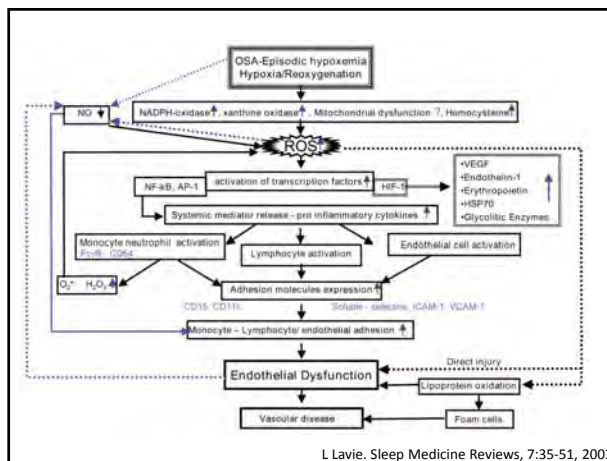 OSA-Episodic hypoxemia
Hypoxia/Reoxygenation
NO
NADPH-oxidase , xanthine oxidase , Mitochondrial dysfunction ?, Homocysteine
ROS
NF-kB, AP-1
activation of transcription factors
HIF-1
•VEGF
•Endothelin-1
•Erythropoietin
•HSP70
•Glycolitic Enzymes
Systemic mediator release - pro inflammatory cytokines
Monocyte neutrophil activation
CD64
Lymphocyte activation
Endothelial cell activation
O₂ H₂O₂
Adhesion molecules expression
CD15, Soluble - selectins, ICAM-1, VCAM-1
Monocyte – Lymphocyte/ endothelial adhesion
Direct injury
Endothelial Dysfunction
Lipoprotein oxidation
Vascular disease
Foam cells
L Lavie. Sleep Medicine Reviews, 7:35-51, 2003